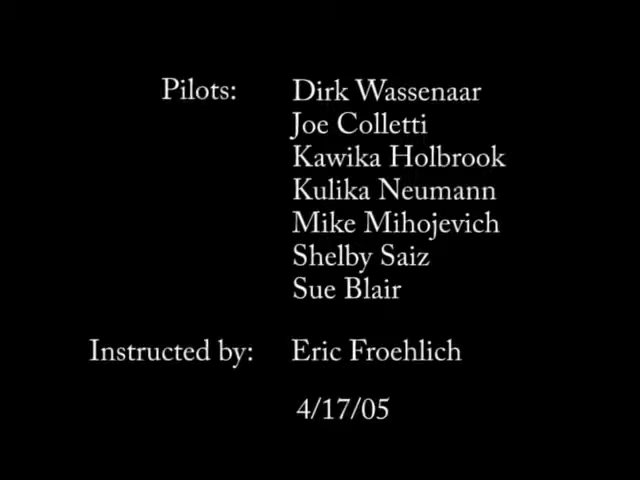 Pilots: Dirk Wassenaar
Joe Colletti
Kawika Holbrook
Kulika Neumann
Mike Mihojevich
Shelby Saiz
Sue Blair
Instructed by: Eric Froehlich
4/17/05